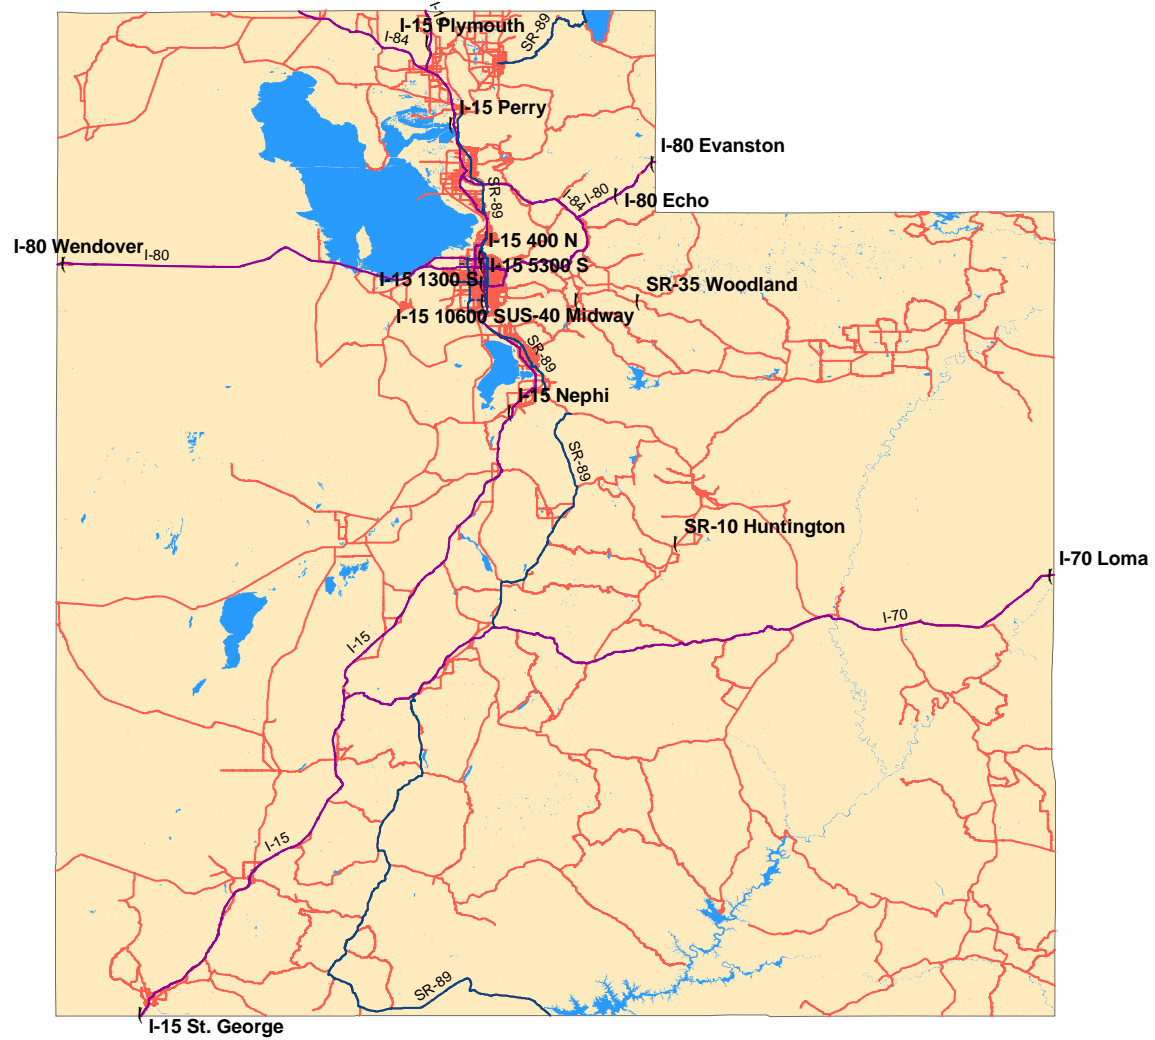 I-15
I-15 Plymouth
SR-89
I-84
I-15 Perry
I-80 Evanston
SR-89
I-84
I-80
I-80 Echo
I-15 400 N
I-80 Wendover
I-80
I-15 5300 S
I-15 1300 S
SR-35 Woodland
I-15 10600 S
US-40 Midway
SR-89
I-15 Nephi
SR-89
SR-10 Huntington
I-70 Loma
I-70
I-15
I-15
SR-89
I-15 St. George